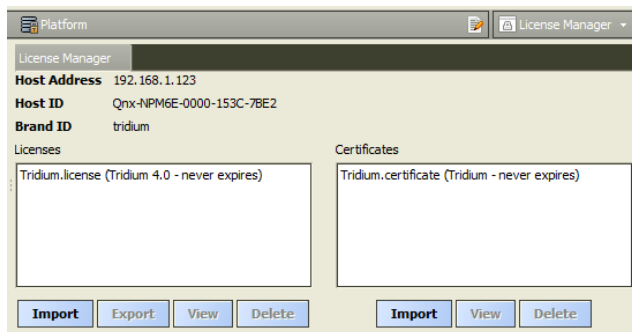 Platform
License Manager
License Manager
Host Address 192.168.1.123
Host ID Qnx-NPM6E-0000-153C-7BE2
Brand ID tridium
Licenses Certificates
Tridium.license (Tridium 4.0 - never expires) Tridium.certificate (Tridium - never expires)
Import Export View Delete Import View Delete